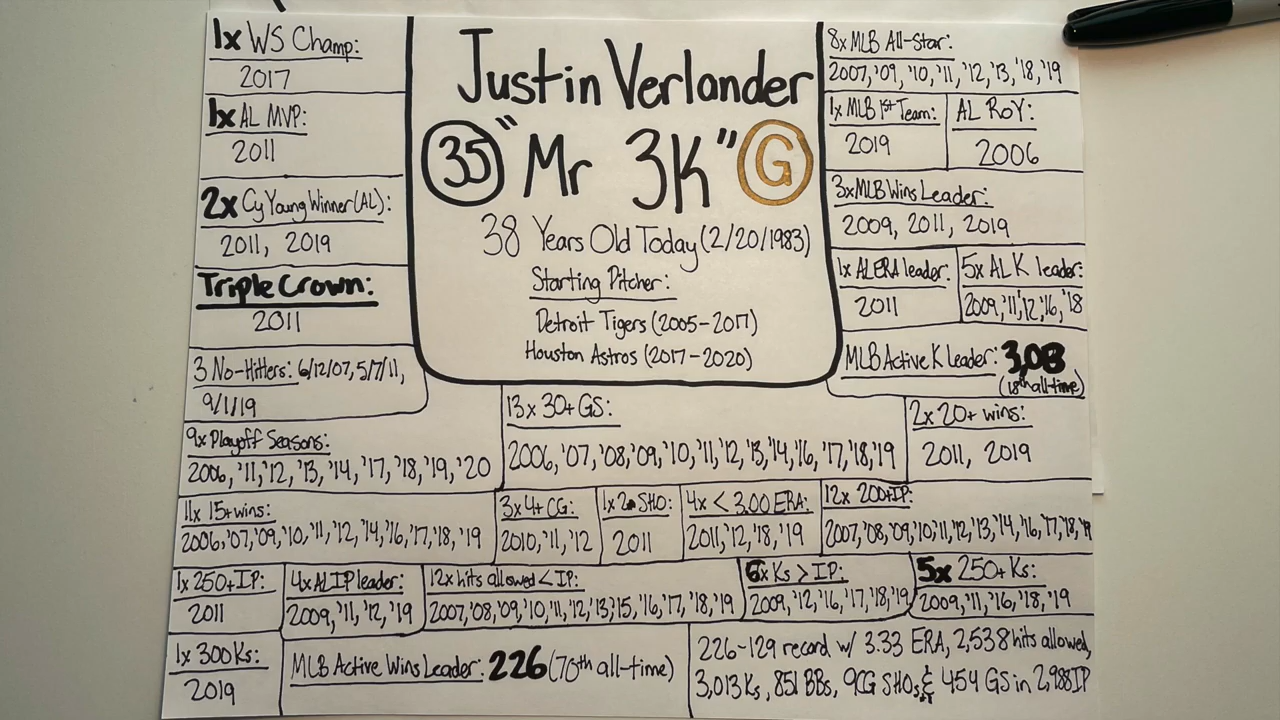 1x WS Champ:
2017
1x AL MVP:
2011
2x Cy Young Winner (AL):
2011, 2019
Triple Crown:
2011
3 No-Hitters: 6/12/07, 5/7/11,
9/1/19
Justin Verlander
35 "Mr 3K" G
38 Years Old Today (2/20/1983)
Starting Pitcher:
Detroit Tigers (2005-2017)
Houston Astros (2017-2020)
8x MLB All-Star:
2007, '09, '10, '11, '12, '13, '18, '19
1x MLB 1st Team:
2019
AL RoY:
2006
3x MLB Wins Leader:
2009, 2011, 2019
1x AL ERA leader:
2011
5x AL K leader:
2009, '11, '12, '16, '18
MLB Active K Leader: 3,013
(18th all-time)
9x Playoff Seasons:
2006, '11, '12, '13, '14, '17, '18, '19, '20
13x 30+ GS:
2006, '07, '08, '09, '10, '11, '12, '13, '14, '16, '17, '18, '19
2x 20+ wins:
2011, 2019
11x 15+ wins:
2006, '07, '09, '10, '11, '12, '14, '16, '17, '18, '19
3x 4+ CG:
2010, '11, '12
1x 2 SHO:
2011
4x < 3.00 ERA:
2011, '12, '18, '19
12x 200+ IP:
2007, '08, '09, '10, '11, '12, '13, '14, '16, '17, '18, '19
1x 250+ IP:
2011
4x AL IP leader:
2009, '11, '12, '19
12x hits allowed < IP:
2007, '08, '09, '10, '11, '12, '13, '15, '16, '17, '18, '19
6x Ks > IP:
2009, '12, '16, '17, '18, '19
5x 250+ Ks:
2009, '11, '16, '18, '19
1x 300 Ks:
2019
MLB Active Wins Leader: 226 (70th all-time)
226-129 record w/ 3.33 ERA, 2,538 hits allowed,
3,013 Ks, 851 BBs, 9 CG SHOs, & 454 GS in 2,988 IP